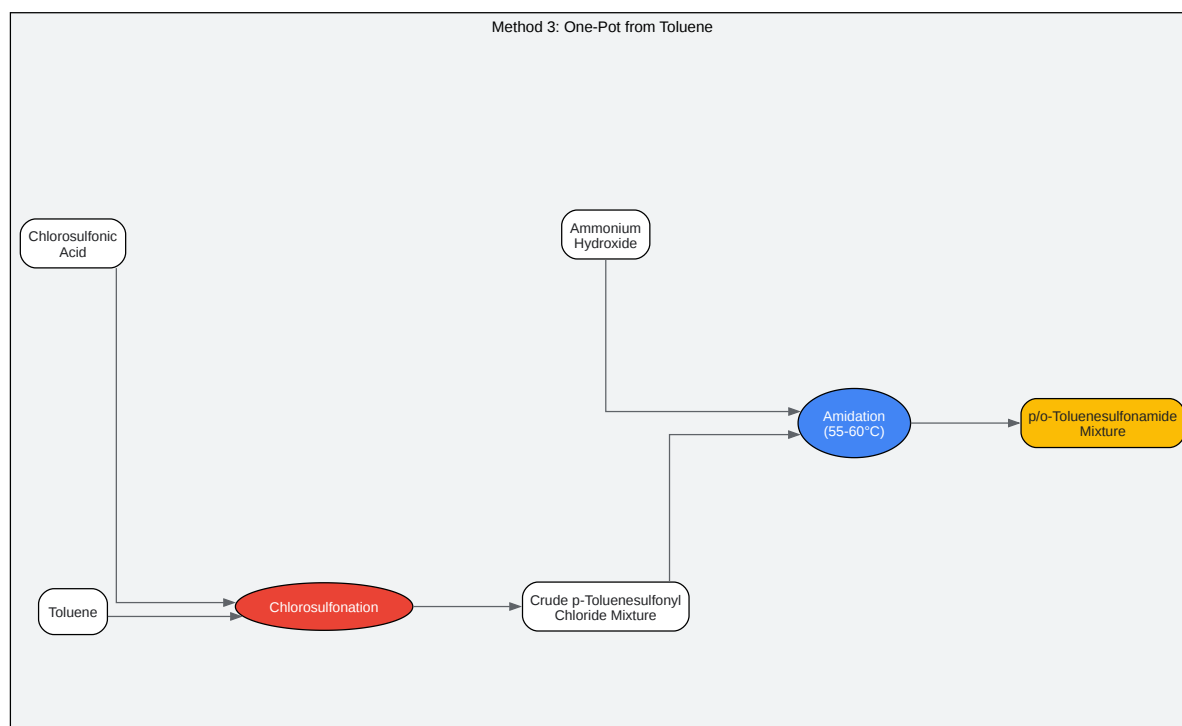 Method 3: One-Pot from Toluene
Chlorosulfonic
Acid
Ammonium
Hydroxide
Amidation
(55-60°C)
p/o-Toluenesulfonamide
Mixture
Toluene
Chlorosulfonation
Crude p-Toluenesulfonyl
Chloride Mixture